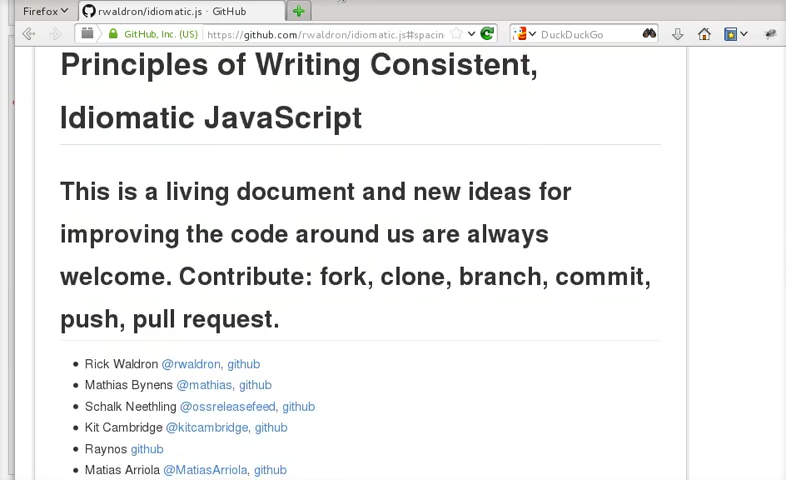 Firefox
rwaldron/idiomatic.js · GitHub
GitHub, Inc. (US)
https://github.com/rwaldron/idiomatic.js#spacin
DuckDuckGo
Principles of Writing Consistent,
Idiomatic JavaScript
This is a living document and new ideas for
improving the code around us are always
welcome. Contribute: fork, clone, branch, commit,
push, pull request.
Rick Waldron @rwaldron, github
Mathias Bynens @mathias, github
Schalk Neethling @ossreleasefeed, github
Kit Cambridge @kitcambridge, github
Raynos github
Matias Arriola @MatiasArriola, github